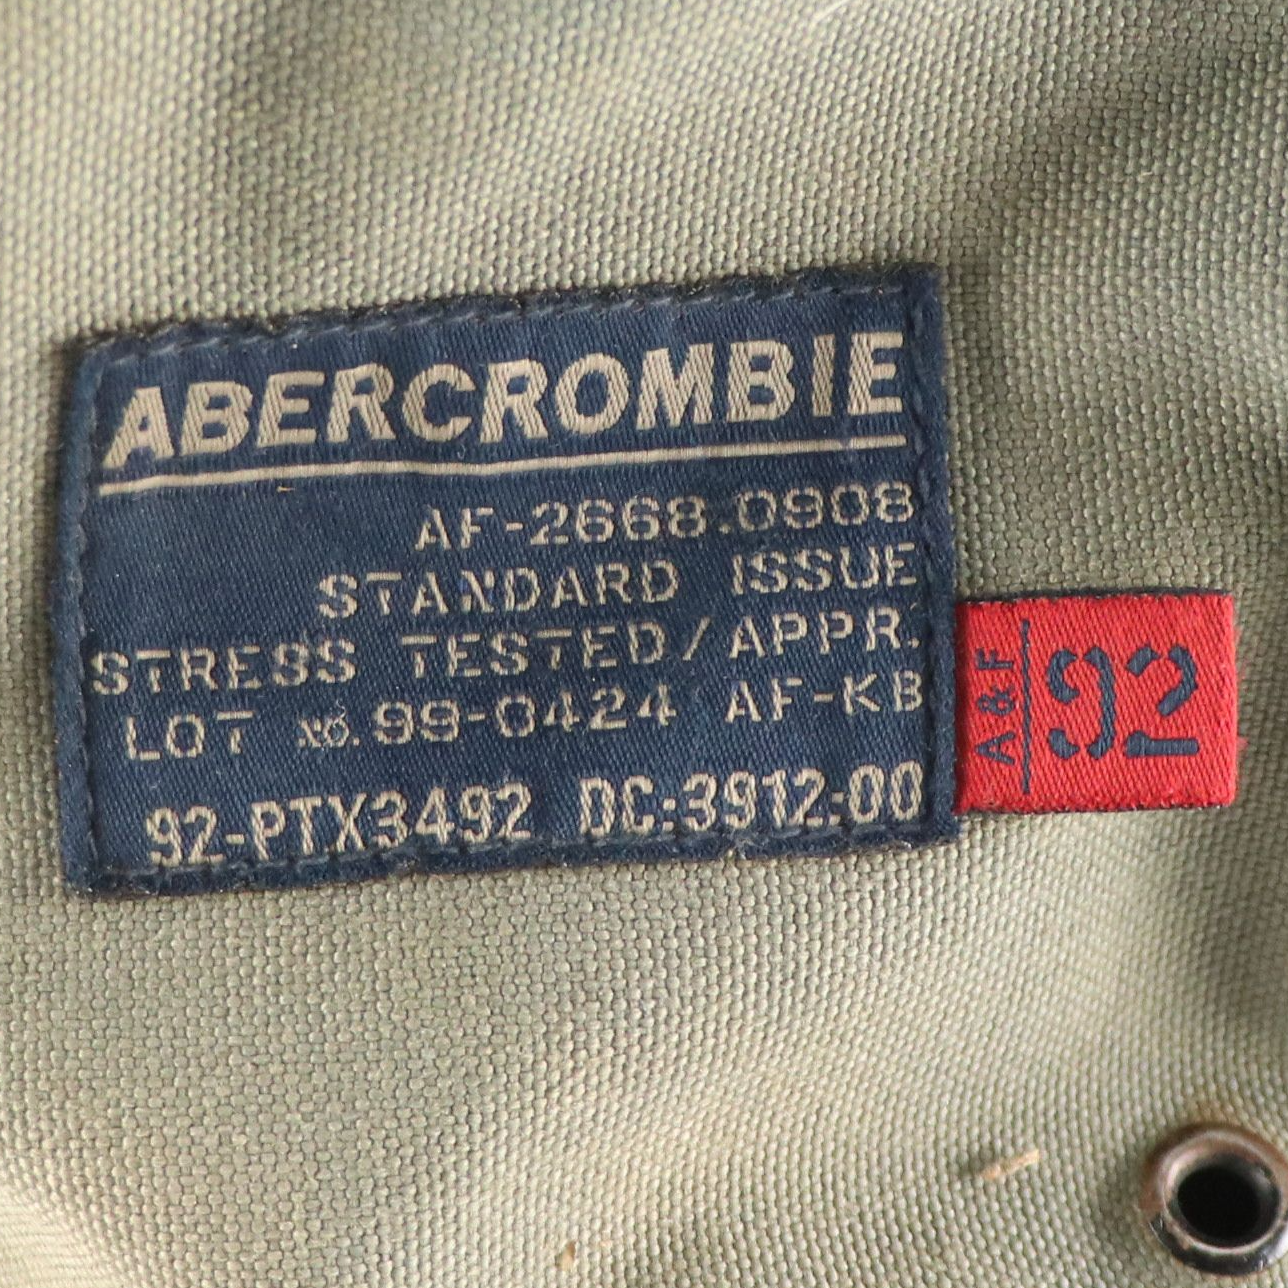 ABERCROMBIE
AF-2668.0908
STANDARD ISSUE
STRESS TESTED/APPR.
LOT NO. 99-0424 AF-KB
92-PTX3492 DC:3912:00
A&F
92